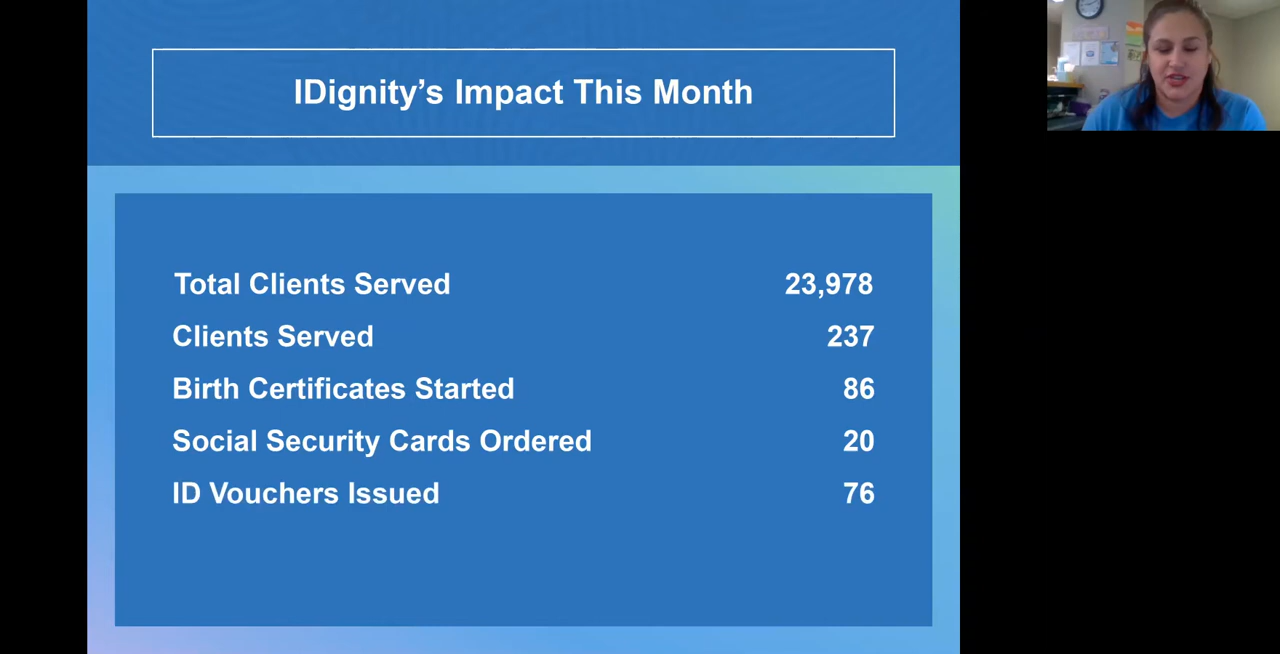 IDignity's Impact This Month
Total Clients Served 23,978
Clients Served 237
Birth Certificates Started 86
Social Security Cards Ordered 20
ID Vouchers Issued 76